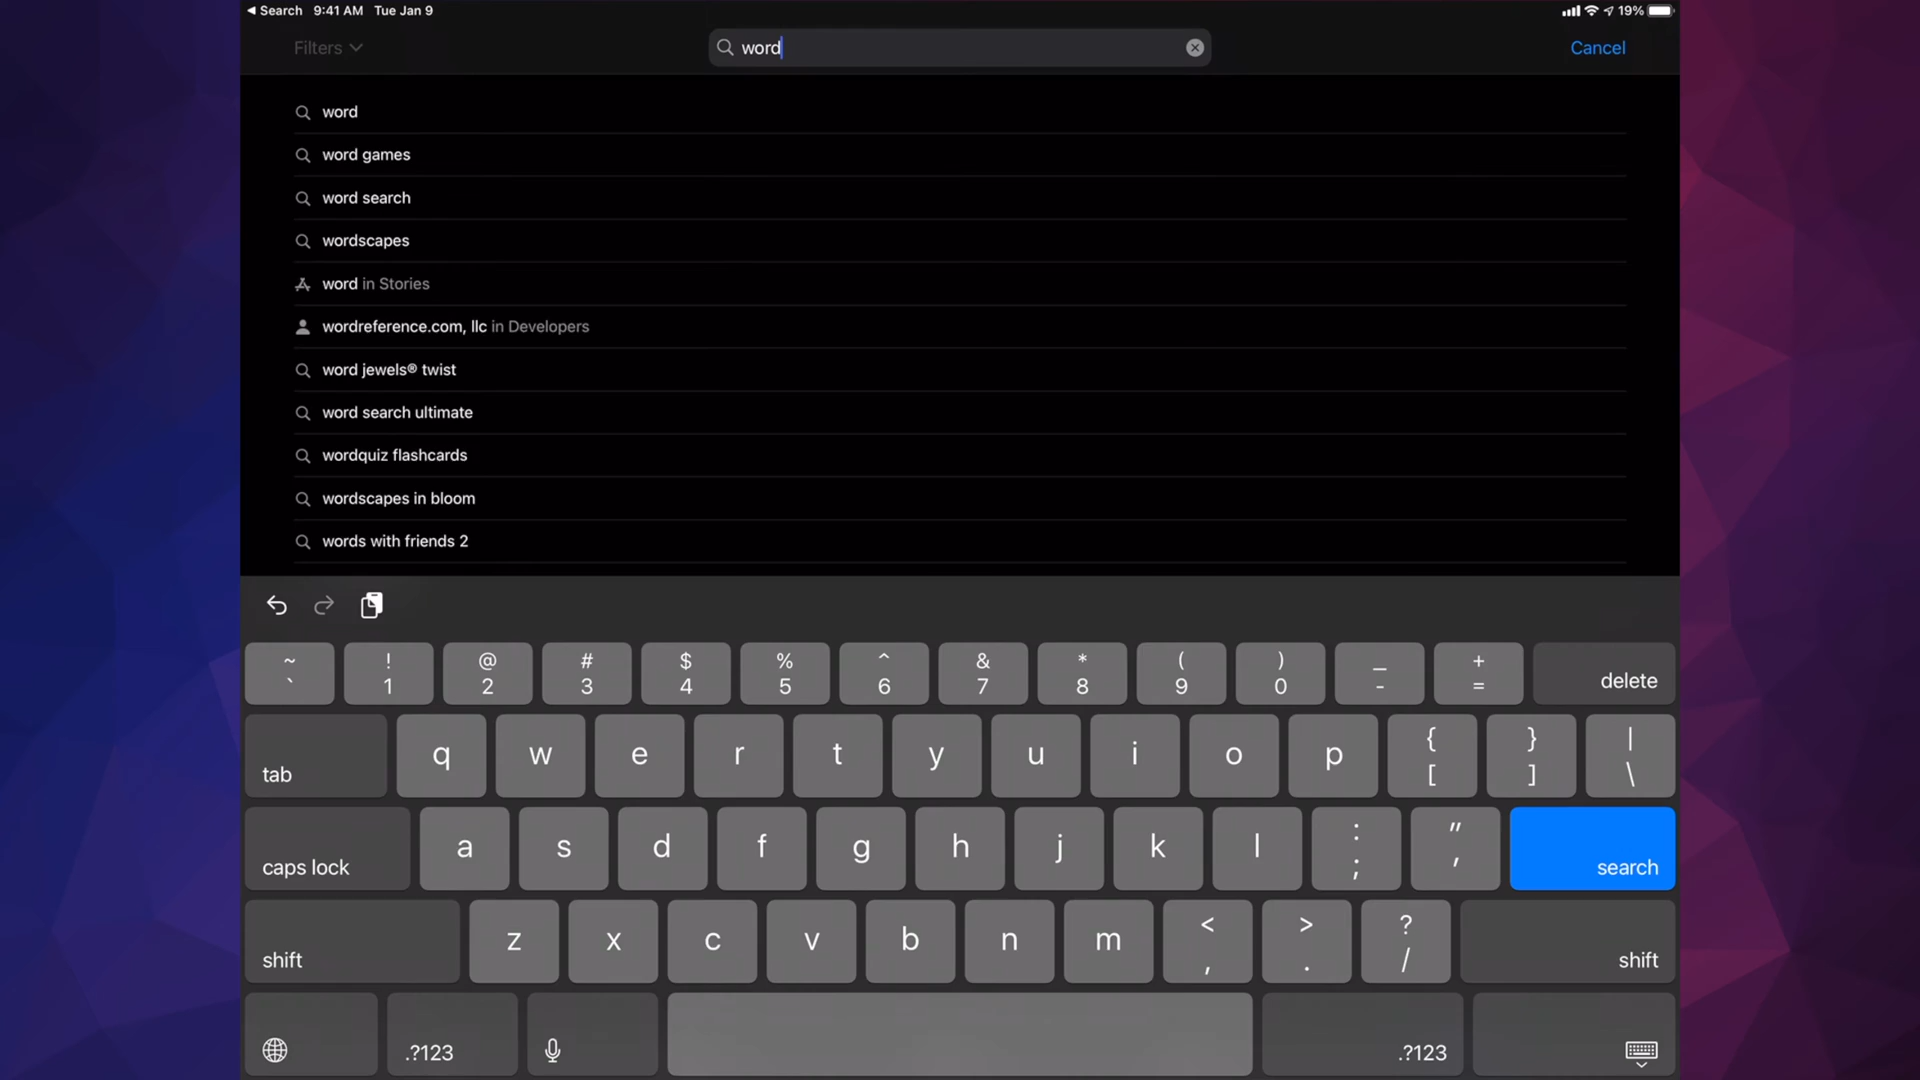 Search 9:41 AM Tue Jan 9 19%
Filters word Cancel
word
word games
word search
wordscapes
word in Stories
wordreference.com, llc in Developers
word jewels® twist
word search ultimate
wordquiz flashcards
wordscapes in bloom
words with friends 2
~ ! @ # $ % ^ & * ( ) _ +
` 1 2 3 4 5 6 7 8 9 0 - = delete
tab q w e r t y u i o p { [ } ] | \
caps lock a s d f g h j k l : ; " ' search
shift z x c v b n m < , > . ? / shift
.?123 .?123